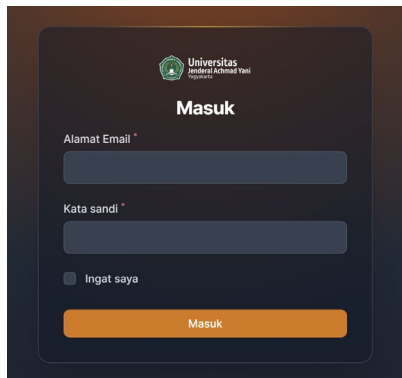 Universitas
Jenderal Achmad Yani
Yogyakarta
Masuk
Alamat Email *
Kata sandi *
Ingat saya
Masuk